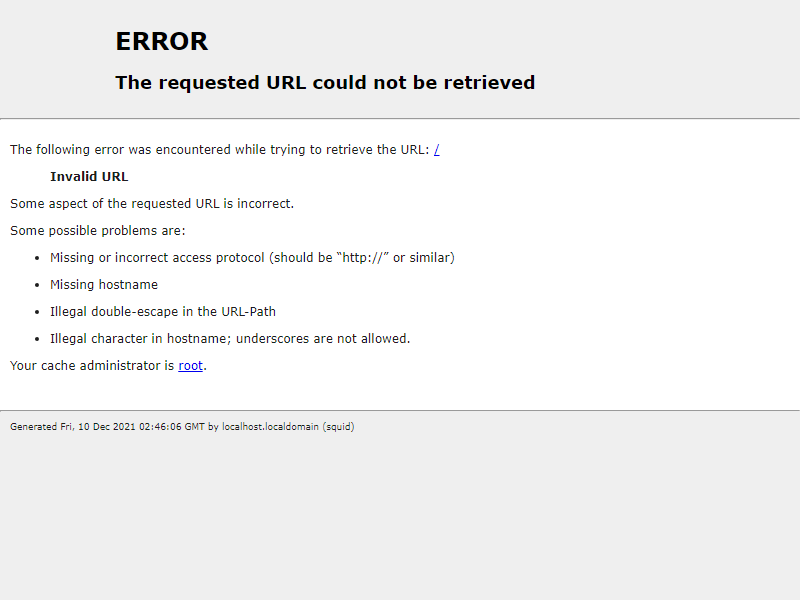 ERROR
The requested URL could not be retrieved
The following error was encountered while trying to retrieve the URL: /
Invalid URL
Some aspect of the requested URL is incorrect.
Some possible problems are:
• Missing or incorrect access protocol (should be “http://” or similar)
• Missing hostname
• Illegal double-escape in the URL-Path
• Illegal character in hostname; underscores are not allowed.
Your cache administrator is root.
Generated Fri, 10 Dec 2021 02:46:06 GMT by localhost.localdomain (squid)